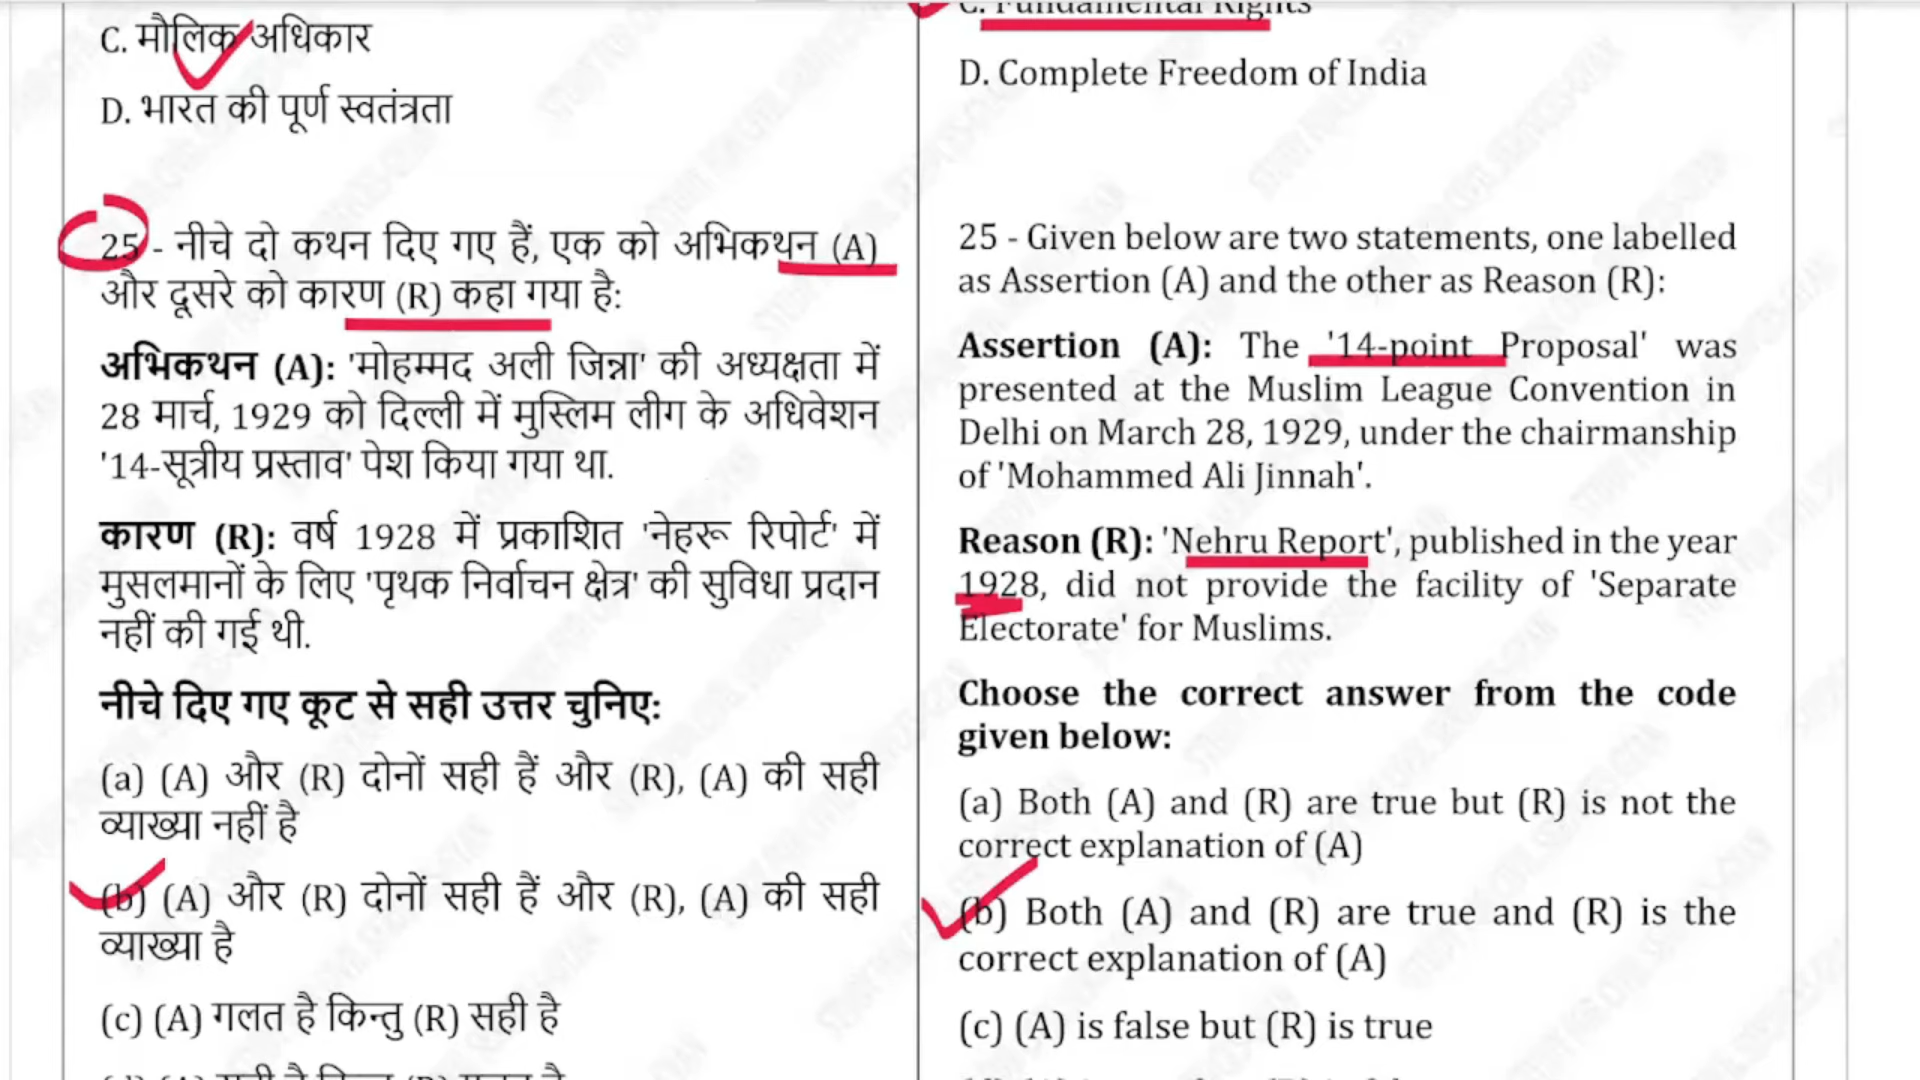 C. मौलिक अधिकार
D. भारत की पूर्ण स्वतंत्रता
25 - नीचे दो कथन दिए गए हैं, एक को अभिकथन (A)
और दूसरे को कारण (R) कहा गया है:
अभिकथन (A): 'मोहम्मद अली जिन्ना' की अध्यक्षता में
28 मार्च, 1929 को दिल्ली में मुस्लिम लीग के अधिवेशन
'14-सूत्रीय प्रस्ताव' पेश किया गया था.
कारण (R): वर्ष 1928 में प्रकाशित 'नेहरू रिपोर्ट' में
मुसलमानों के लिए 'पृथक निर्वाचन क्षेत्र' की सुविधा प्रदान
नहीं की गई थी.
नीचे दिए गए कूट से सही उत्तर चुनिए:
(a) (A) और (R) दोनों सही हैं और (R), (A) की सही
व्याख्या नहीं है
(b) (A) और (R) दोनों सही हैं और (R), (A) की सही
व्याख्या है
(c) (A) गलत है किन्तु (R) सही है
C. Fundamental Rights
D. Complete Freedom of India
25 - Given below are two statements, one labelled
as Assertion (A) and the other as Reason (R):
Assertion (A): The '14-point Proposal' was
presented at the Muslim League Convention in
Delhi on March 28, 1929, under the chairmanship
of 'Mohammed Ali Jinnah'.
Reason (R): 'Nehru Report', published in the year
1928, did not provide the facility of 'Separate
Electorate' for Muslims.
Choose the correct answer from the code
given below:
(a) Both (A) and (R) are true but (R) is not the
correct explanation of (A)
(b) Both (A) and (R) are true and (R) is the
correct explanation of (A)
(c) (A) is false but (R) is true